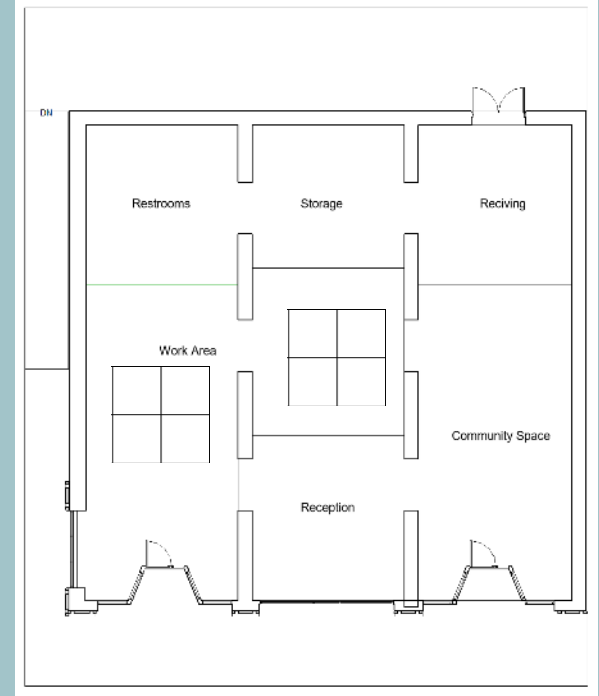 DN
Restrooms
Storage
Reciving
Work Area
Community Space
Reception